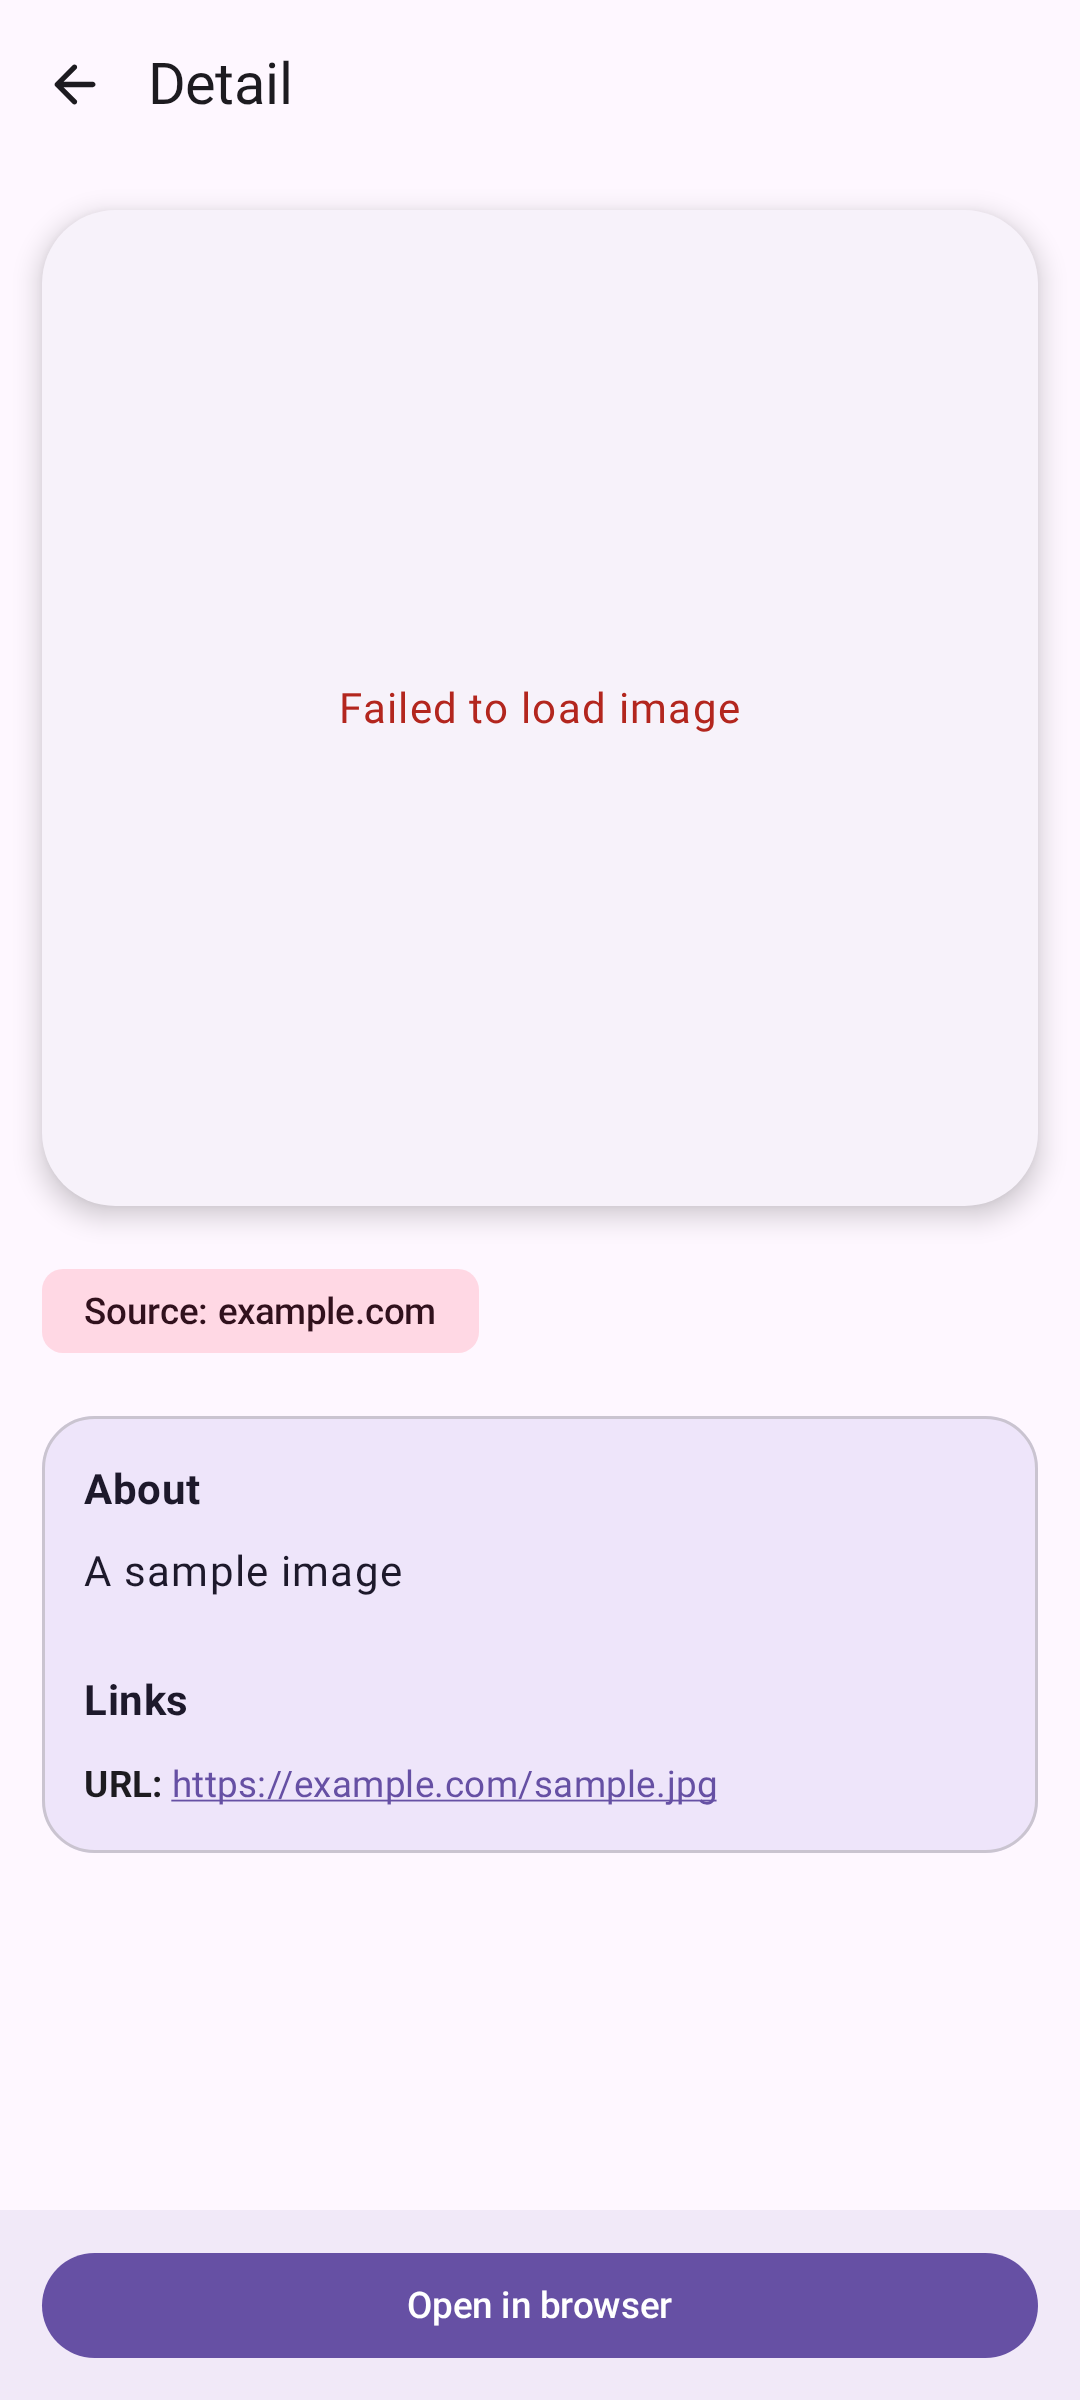 Detail
Failed to load image
Source: example.com
About
A sample image
Links
URL: https://example.com/sample.jpg
Open in browser